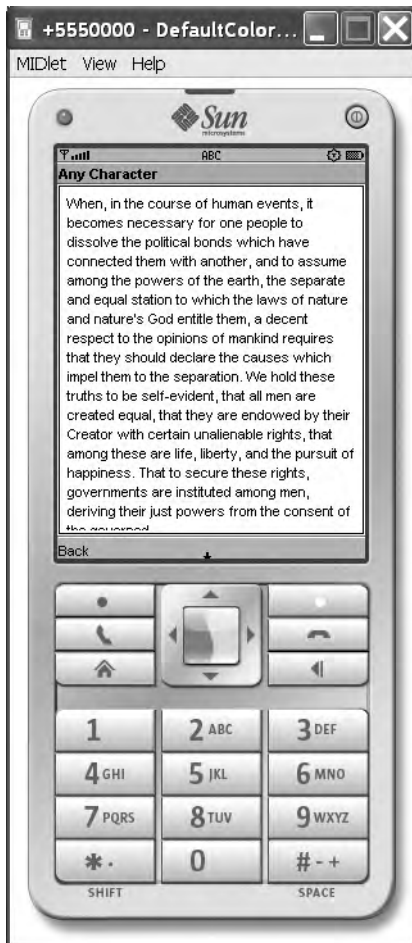 +5550000 - DefaultColor...
MIDlet View Help
Sun
microsystems
ABC
Any Character
When, in the course of human events, it
becomes necessary for one people to
dissolve the political bonds which have
connected them with another, and to assume
among the powers of the earth, the separate
and equal station to which the laws of nature
and nature's God entitle them, a decent
respect to the opinions of mankind requires
that they should declare the causes which
impel them to the separation. We hold these
truths to be self-evident, that all men are
created equal, that they are endowed by their
Creator with certain unalienable rights, that
among these are life, liberty, and the pursuit of
happiness. That to secure these rights,
governments are instituted among men,
deriving their just powers from the consent of
the governed
Back
1 2 ABC 3 DEF
4 GHI 5 JKL 6 MNO
7 PQRS 8 TUV 9 WXYZ
* . 0 # - +
SHIFT SPACE